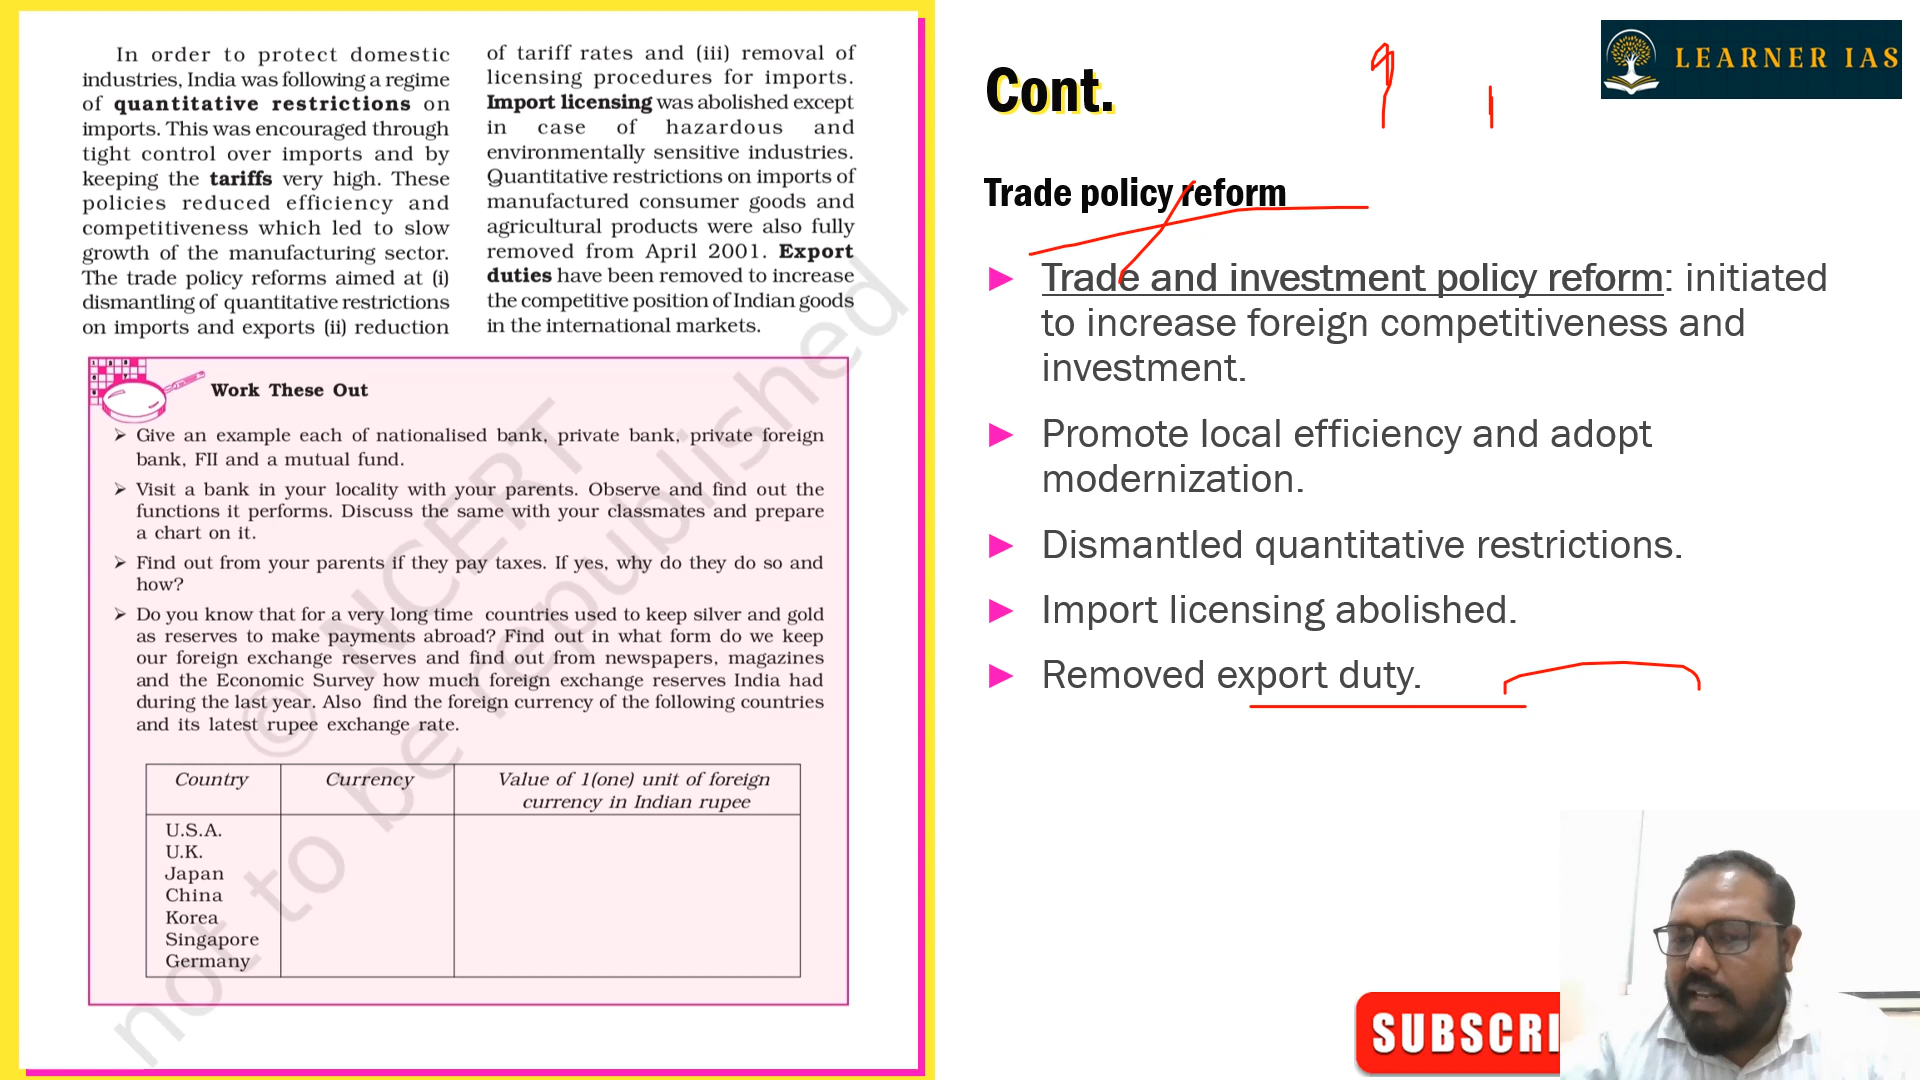 In order to protect domestic
industries, India was following a regime
of quantitative restrictions on
imports. This was encouraged through
tight control over imports and by
keeping the tariffs very high. These
policies reduced efficiency and
competitiveness which led to slow
growth of the manufacturing sector.
The trade policy reforms aimed at (i)
dismantling of quantitative restrictions
on imports and exports (ii) reduction
of tariff rates and (iii) removal of
licensing procedures for imports.
Import licensing was abolished except
in case of hazardous and
environmentally sensitive industries.
Quantitative restrictions on imports of
manufactured consumer goods and
agricultural products were also fully
removed from April 2001. Export
duties have been removed to increase
the competitive position of Indian goods
in the international markets.
Work These Out
➢ Give an example each of nationalised bank, private bank, private foreign
bank, FII and a mutual fund.
➢ Visit a bank in your locality with your parents. Observe and find out the
functions it performs. Discuss the same with your classmates and prepare
a chart on it.
➢ Find out from your parents if they pay taxes. If yes, why do they do so and
how?
➢ Do you know that for a very long time countries used to keep silver and gold
as reserves to make payments abroad? Find out in what form do we keep
our foreign exchange reserves and find out from newspapers, magazines
and the Economic Survey how much foreign exchange reserves India had
during the last year. Also find the foreign currency of the following countries
and its latest rupee exchange rate.
Country Currency Value of 1(one) unit of foreign
currency in Indian rupee
U.S.A.
U.K.
Japan
China
Korea
Singapore
Germany
© NCERT
not to be republished
Cont.
LEARNER IAS
Trade policy reform
► Trade and investment policy reform: initiated
to increase foreign competitiveness and
investment.
► Promote local efficiency and adopt
modernization.
► Dismantled quantitative restrictions.
► Import licensing abolished.
► Removed export duty.
SUBSCRI